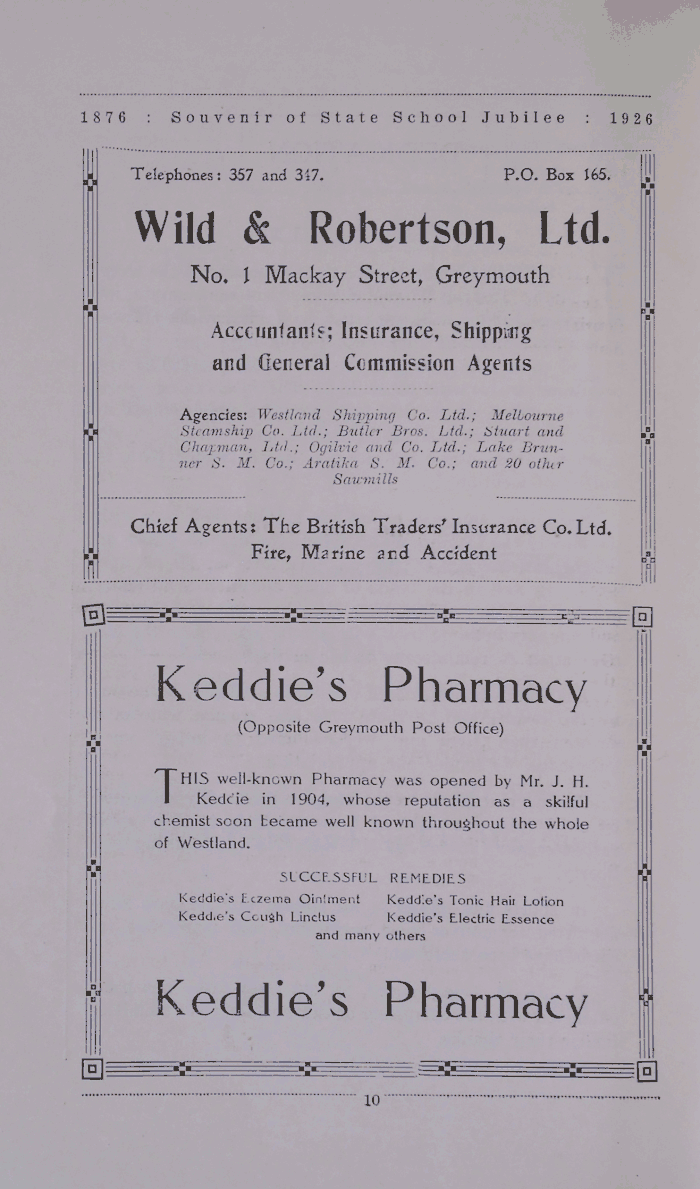 1876 : Souvenir of State School Jubilee : 1926
Telephones: 357 and 347. P.O. Box 165.
Wild & Robertson, Ltd.
No. 1 Mackay Street, Greymouth
Accountants; Insurance, Shipping
and General Commission Agents
Agencies: Westland Shipping Co. Ltd.; Melbourne
Steamship Co. Ltd.; Butler Bros. Ltd.; Stuart and
Chapman, Ltd.; Ogilvie and Co. Ltd.; Lake Brun-
ner S. M. Co.; Aratika S. M. Co.; and 20 other
Sawmills
Chief Agents: The British Traders' Insurance Co. Ltd.
Fire, Marine and Accident
Keddie's Pharmacy
(Opposite Greymouth Post Office)
THIS well-known Pharmacy was opened by Mr. J. H.
Keddie in 1904, whose reputation as a skilful
chemist soon became well known throughout the whole
of Westland.
SUCCESSFUL REMEDIES
Keddie's Eczema Ointment Keddie's Tonic Hair Lotion
Keddie's Cough Linctus Keddie's Electric Essence
and many others
Keddie's Pharmacy
10